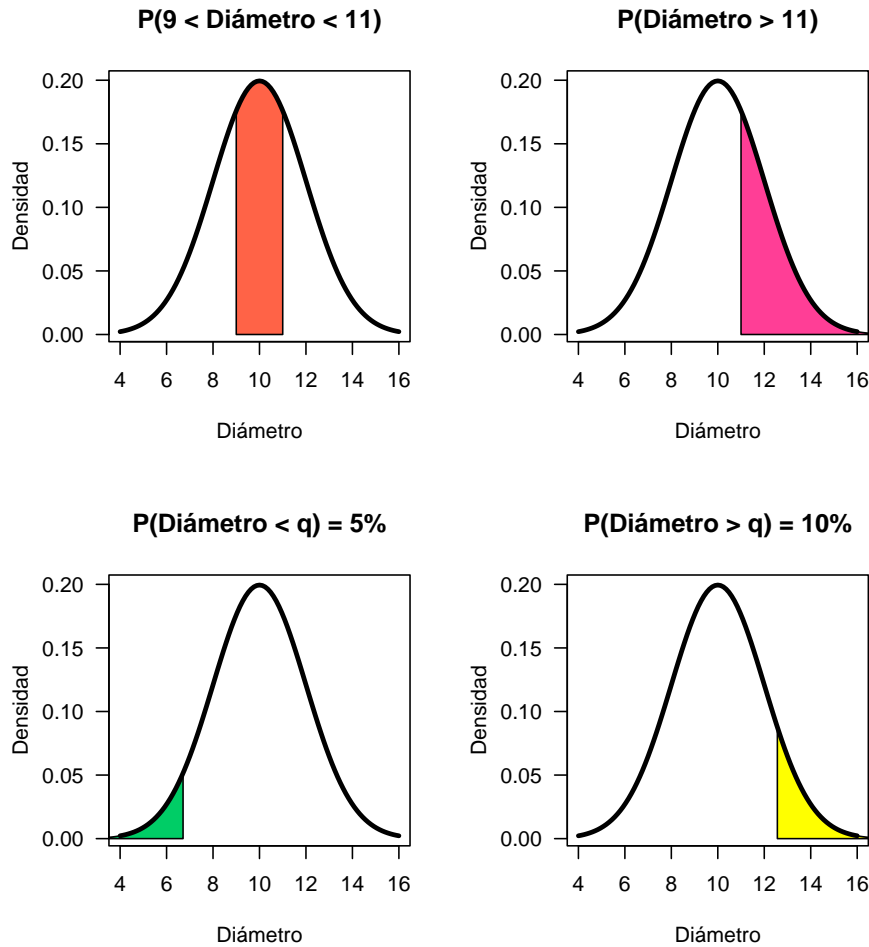 P(9 < Diámetro < 11)
Densidad
0.20
0.15
0.10
0.05
0.00
4 6 8 10 12 14 16
Diámetro
P(Diámetro > 11)
Densidad
0.20
0.15
0.10
0.05
0.00
4 6 8 10 12 14 16
Diámetro
P(Diámetro < q) = 5%
Densidad
0.20
0.15
0.10
0.05
0.00
4 6 8 10 12 14 16
Diámetro
P(Diámetro > q) = 10%
Densidad
0.20
0.15
0.10
0.05
0.00
4 6 8 10 12 14 16
Diámetro